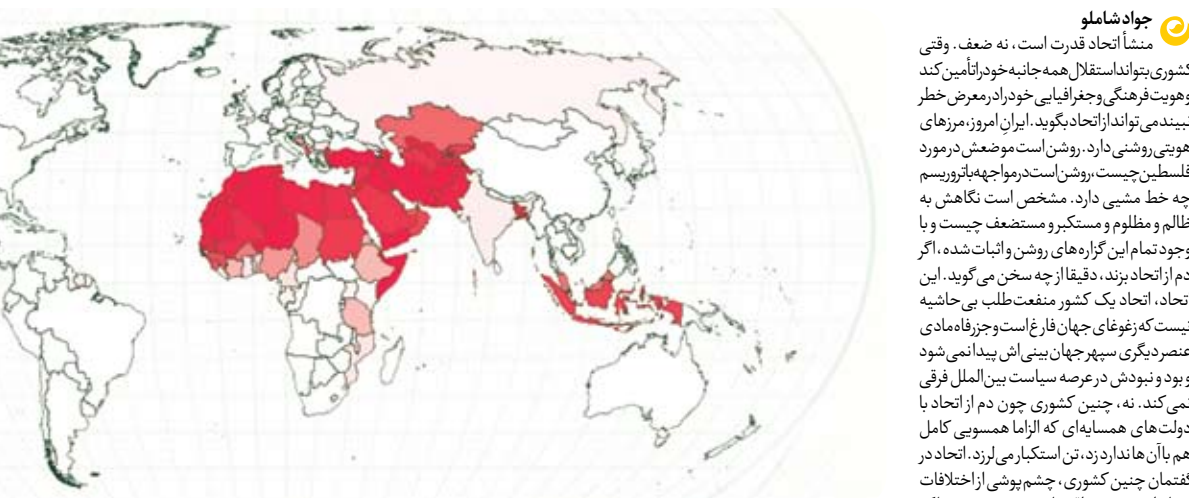 جواد شاملو
منشأ اتحاد قدرت است، نه ضعف. وقتی
کشوری بتواند استقلال همه جانبه خود را تأمین کند
و هویت فرهنگی و جغرافیایی خود را در معرض خطر
نبیند می تواند از اتحاد بگوید. ایرانِ امروز، مرزهای
هویتی روشنی دارد. روشن است موضعش در مورد
فلسطین چیست، روشن است در مواجهه با تروریسم
چه خط مشیی دارد. مشخص است نگاهش به
ظالم و مظلوم و مستکبر و مستضعف چیست و با
وجود تمام این گزاره های روشن و اثبات شده، اگر
دم از اتحاد بزند، دقیقا از چه سخن می گوید. این
اتحاد، اتحاد یک کشور منفعت طلب بی حاشیه
نیست که ز غوغای جهان فارغ است و جز رفاه مادی
عنصر دیگری سپهر جهان بینی اش پیدا نمی شود
و بود و نبودش در عرصه سیاست بین الملل فرقی
نمی کند. نه، چنین کشوری چون دم از اتحاد با
دولت های همسایه ای که الزاما همسویی کامل
هم با آن ها ندارد زد، تن استکبار می لرزد. اتحاد در
گفتمان چنین کشوری، چشم پوشی از اختلافات